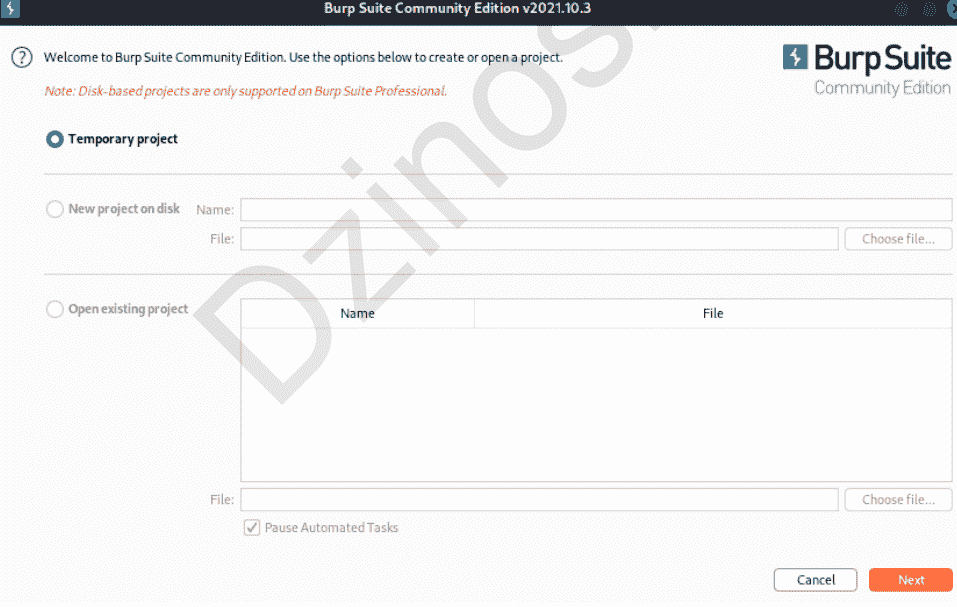 Burp Suite Community Edition v2021.10.3
Welcome to Burp Suite Community Edition. Use the options below to create or open a project.
Note: Disk-based projects are only supported on Burp Suite Professional.
Burp Suite
Community Edition
Temporary project
New project on disk Name:
File: Choose file...
Open existing project Name File
File: Choose file...
Pause Automated Tasks
Cancel Next